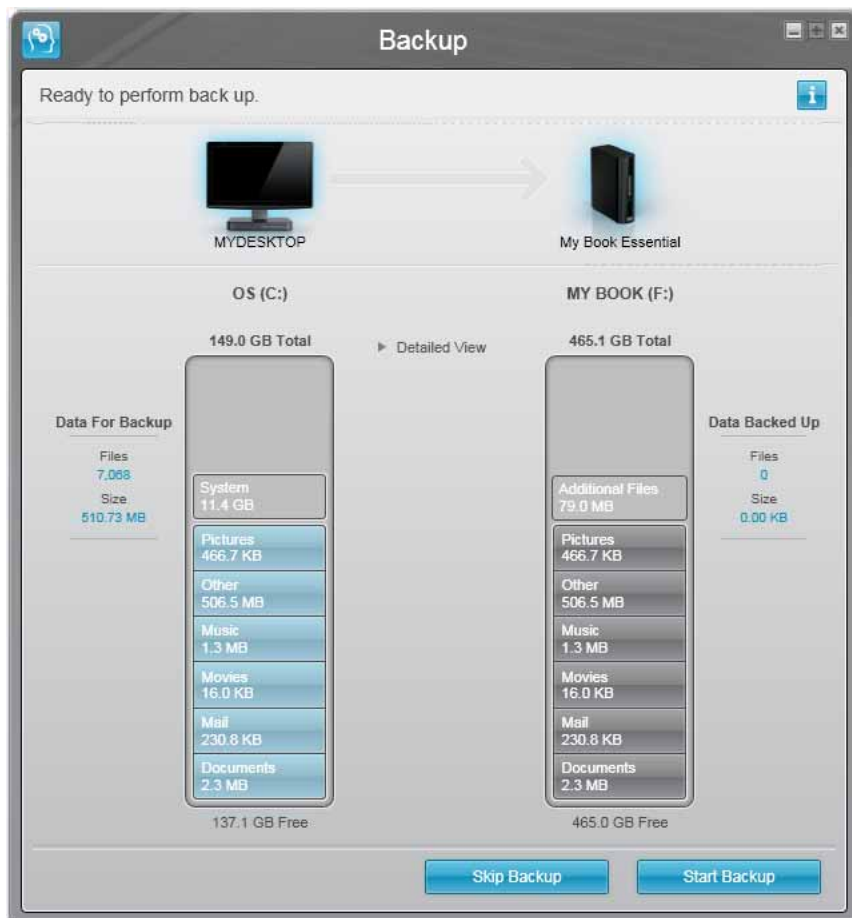 Backup
Ready to perform back up.
MYDESKTOP
My Book Essential
OS (C:)
MY BOOK (F:)
149.0 GB Total
Detailed View
465.1 GB Total
Data For Backup
Files
7,068
Size
510.73 MB
System
11.4 GB
Pictures
466.7 KB
Other
506.5 MB
Music
1.3 MB
Movies
16.0 KB
Mail
230.8 KB
Documents
2.3 MB
137.1 GB Free
Additional Files
79.0 MB
Pictures
466.7 KB
Other
506.5 MB
Music
1.3 MB
Movies
16.0 KB
Mail
230.8 KB
Documents
2.3 MB
465.0 GB Free
Data Backed Up
Files
0
Size
0.00 KB
Skip Backup
Start Backup